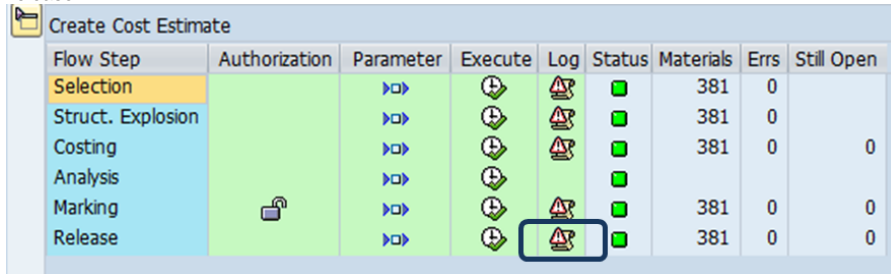 Create Cost Estimate
Flow Step Authorization Parameter Execute Log Status Materials Errs Still Open
Selection 381 0
Struct. Explosion 381 0
Costing 381 0 0
Analysis
Marking 381 0 0
Release 381 0 0